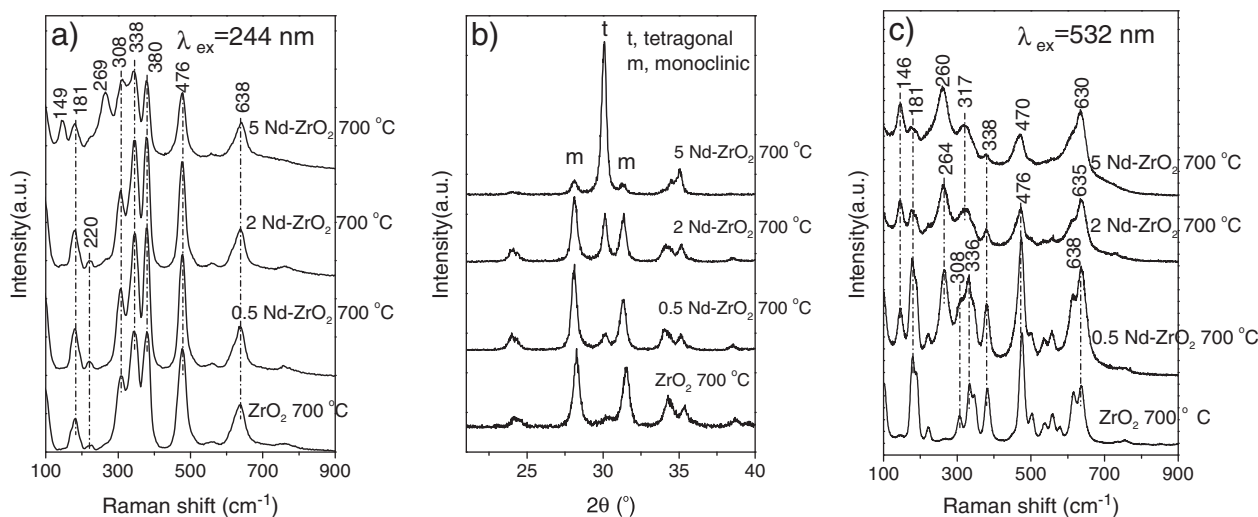 a)
λ ex=244 nm
149
181
269
308
338
380
476
638
220
5 Nd-ZrO2 700 °C
2 Nd-ZrO2 700 °C
0.5 Nd-ZrO2 700 °C
ZrO2 700 °C
Intensity(a.u.)
100 300 500 700 900
Raman shift (cm-1)
b)
t
t, tetragonal
m, monoclinic
m
m
5 Nd-ZrO2 700 °C
2 Nd-ZrO2 700 °C
0.5 Nd-ZrO2 700 °C
ZrO2 700 °C
Intensity(a.u.)
25 30 35 40
2θ (°)
c)
λ ex=532 nm
146
181
260
317
338
470
630
264
476
635
308
336
638
5 Nd-ZrO2 700 °C
2 Nd-ZrO2 700 °C
0.5 Nd-ZrO2 700 °C
ZrO2 700° C
Intensity(a.u.)
100 300 500 700 900
Raman shift (cm-1)